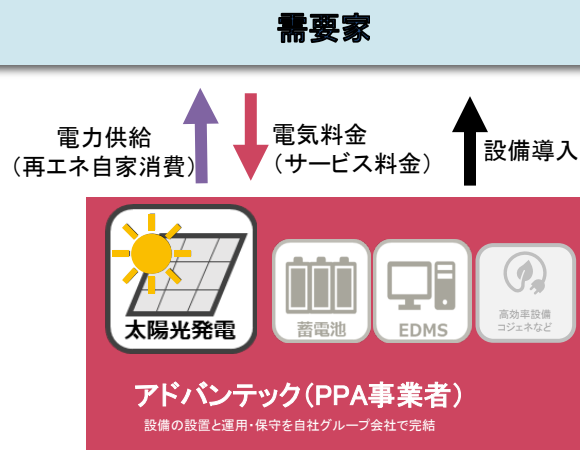 需要家
電力供給
（再エネ自家消費）
電気料金
（サービス料金）
設備導入
太陽光発電
蓄電池
EDMS
高効率設備
コジェネなど
アドバンテック（PPA事業者）
設備の設置と運用・保守を自社グループ会社で完結